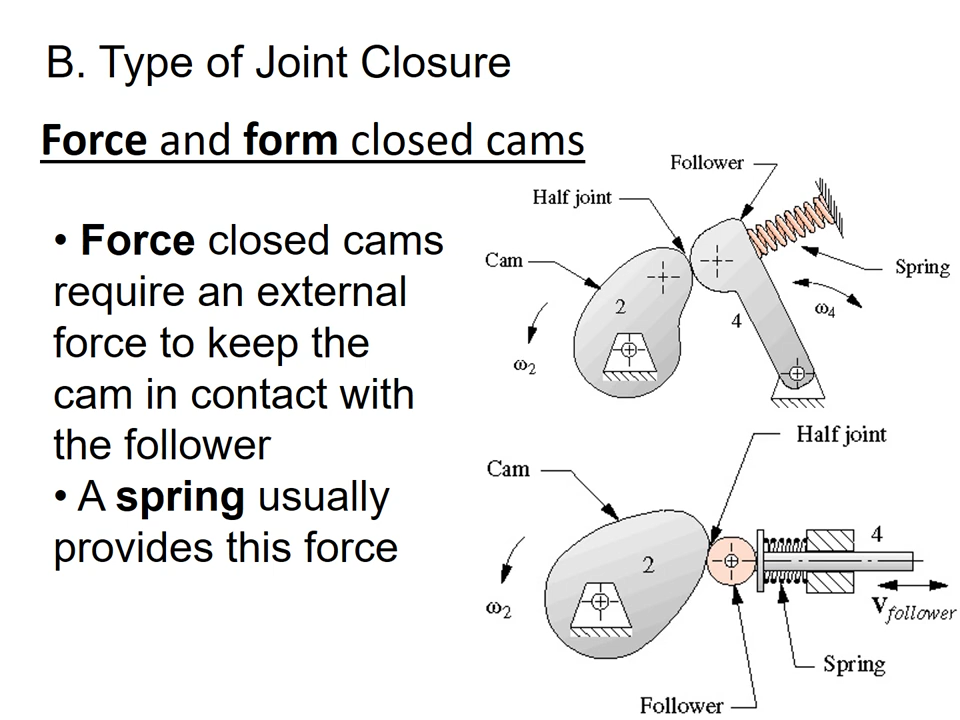 B. Type of Joint Closure
Force and form closed cams
• Force closed cams
require an external
force to keep the
cam in contact with
the follower
• A spring usually
provides this force
Follower
Half joint
Cam
Spring
2
4
ω2
ω4
Half joint
Cam
4
2
ω2
Vfollower
Spring
Follower